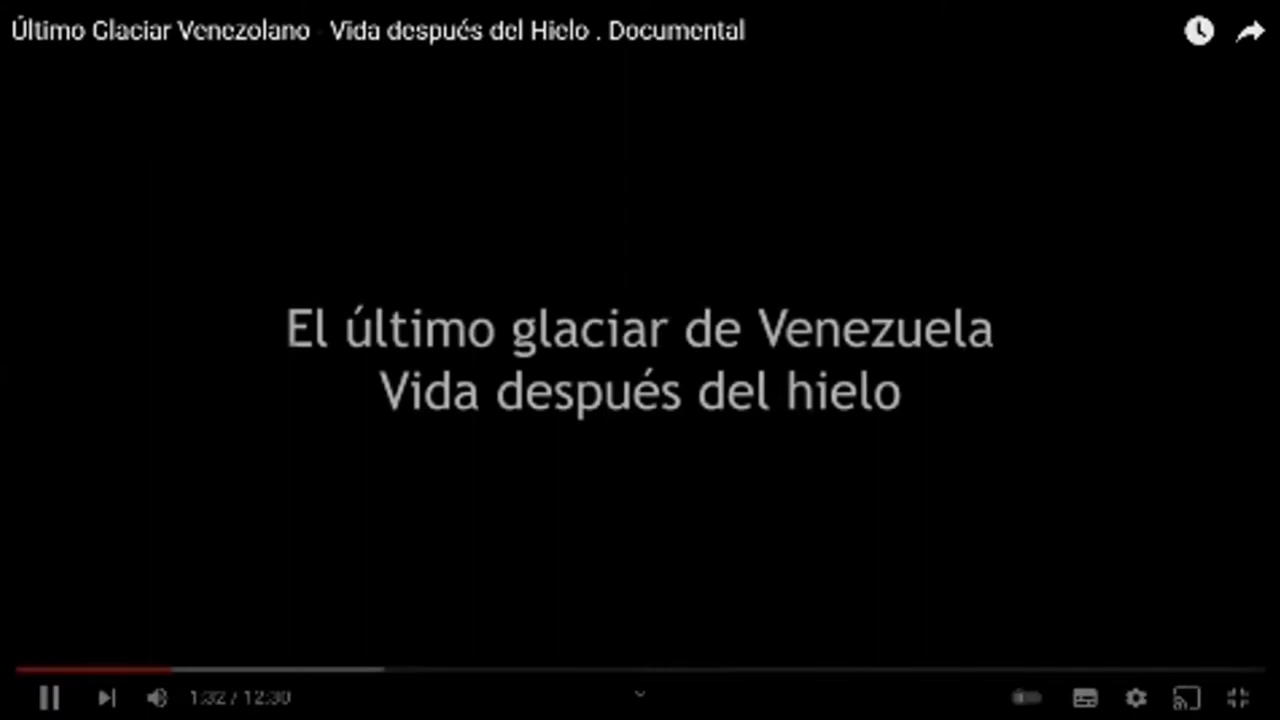 Último Glaciar Venezolano - Vida después del Hielo . Documental
El último glaciar de Venezuela
Vida después del hielo
1:32 / 12:30